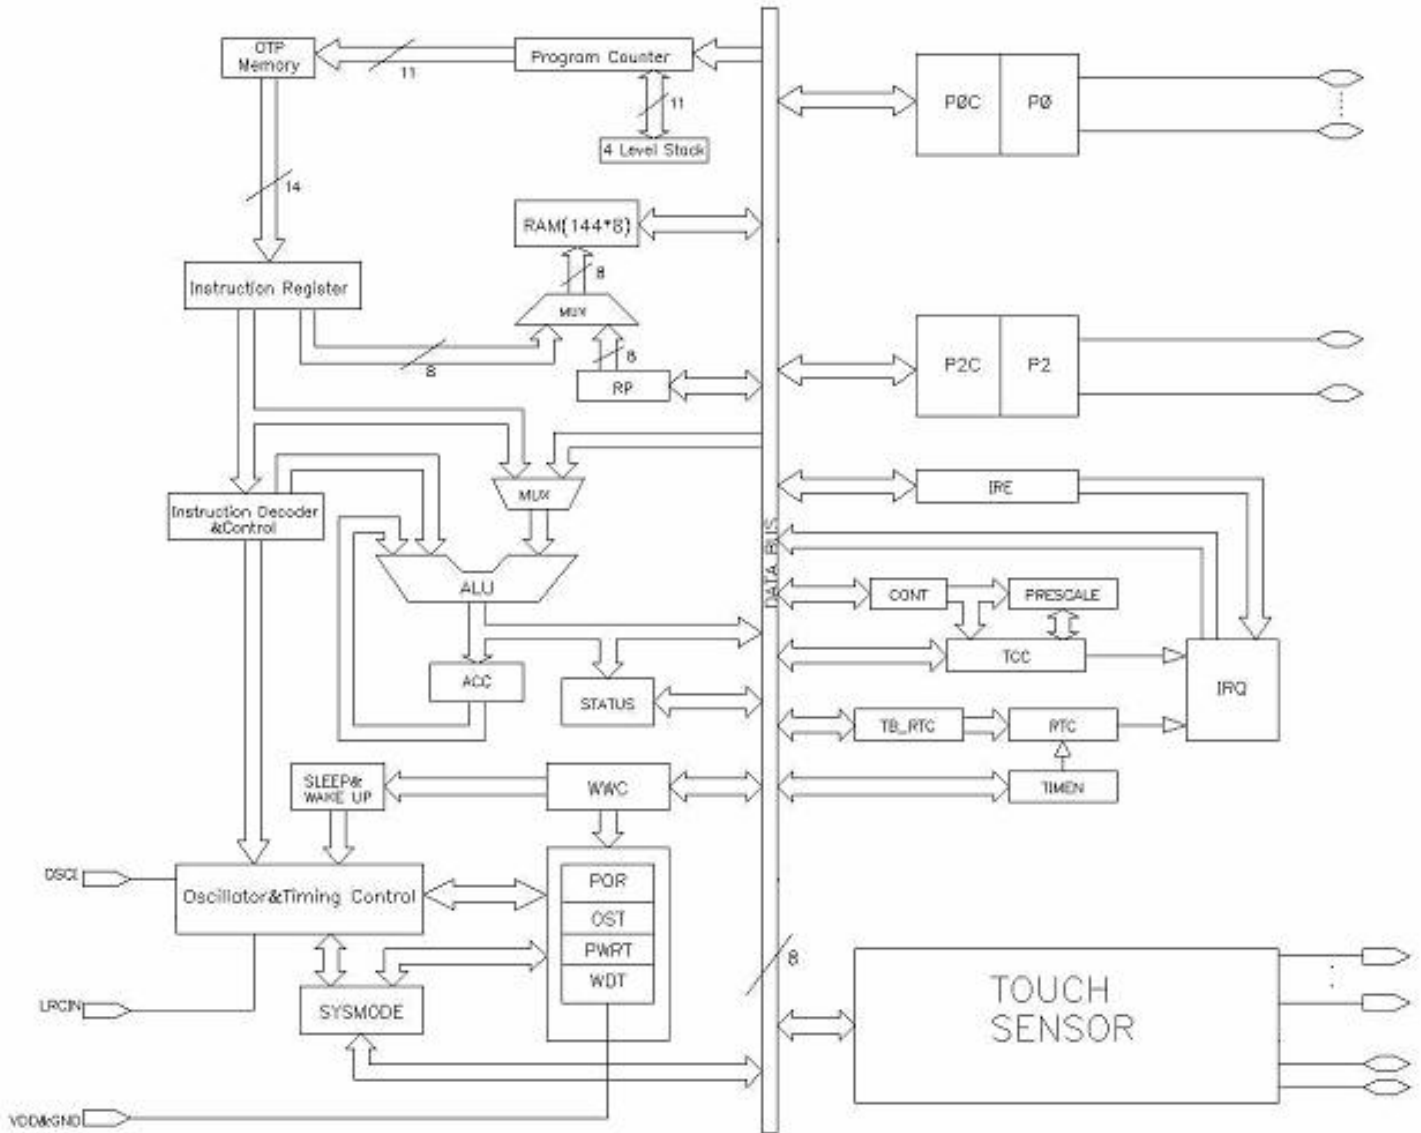 OTP
Memory
11
Program Counter
11
4 Level Stack
PØC
PØ
14
RAM(144*8)
8
MUX
Instruction Register
8
8
RP
P2C
P2
MUX
IRE
Instruction Decoder
&Control
DATA BUS
ALU
CONT
PRESCALE
TCC
ACC
STATUS
IRQ
TB_RTC
RTC
SLEEP&
WAKE UP
WWC
TIMEN
OSCI
Oscillator&Timing Control
POR
OST
PWRT
WDT
8
TOUCH
SENSOR
LRCIN
SYSMODE
VDD&GND